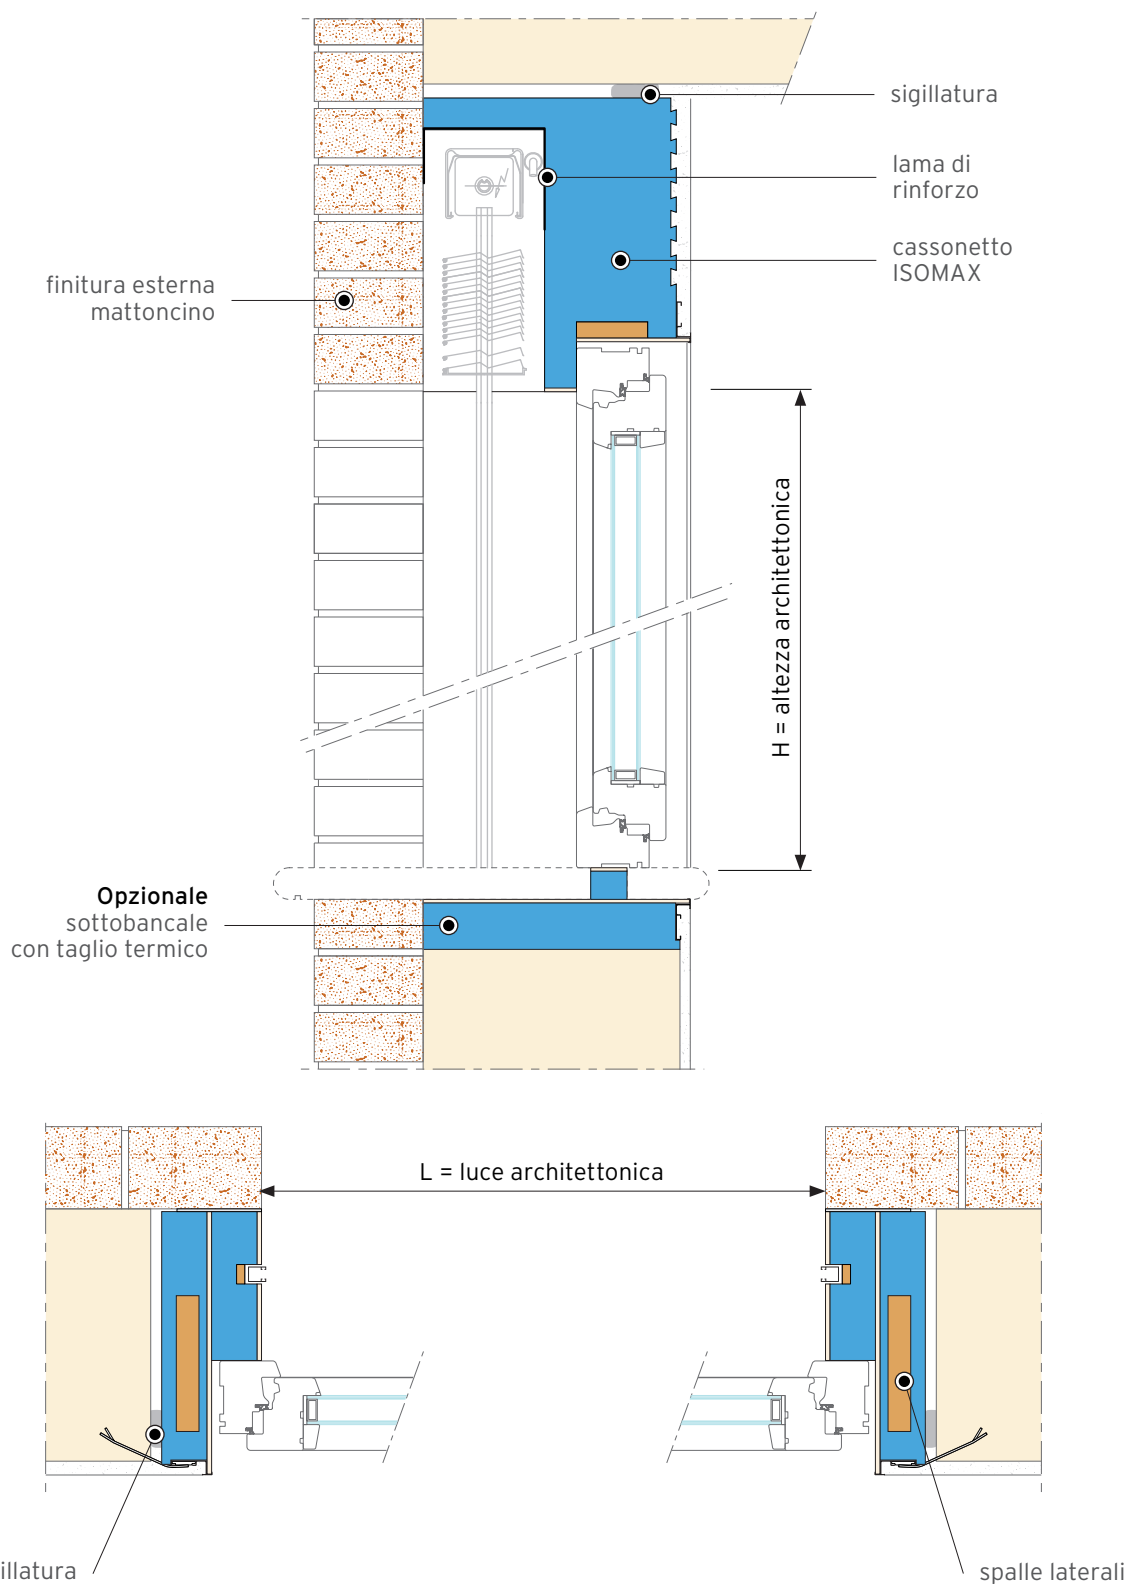 sigillatura
lama di
rinforzo
cassonetto
ISOMAX
finitura esterna
mattoncino
H = altezza architettonica
Opzionale
sottobancale
con taglio termico
L = luce architettonica
illatura
spalle laterali